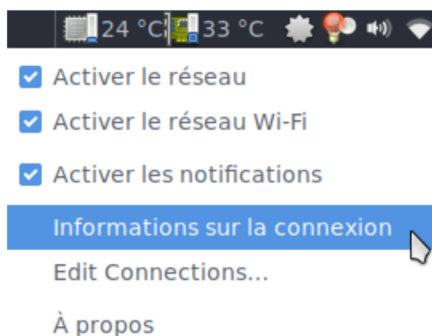 24 °C 33 °C
Activer le réseau
Activer le réseau Wi-Fi
Activer les notifications
Informations sur la connexion
Edit Connections...
À propos